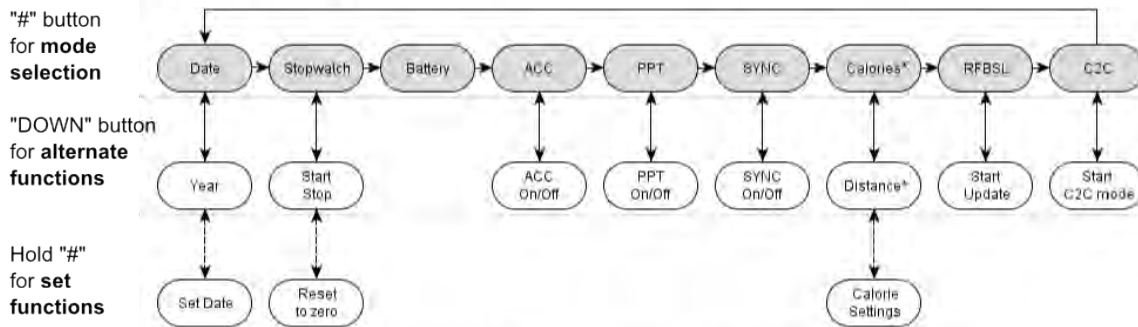 "#" button
for mode
selection
Date
Stopwatch
Battery
ACC
PPT
SYNC
Calories*
RFBSL
C2C
"DOWN" button
for alternate
functions
Year
Start
Stop
ACC
On/Off
PPT
On/Off
SYNC
On/Off
Distance*
Start
Update
Start
C2C mode
Hold "#"
for set
functions
Set Date
Reset
to zero
Calorie
Settings